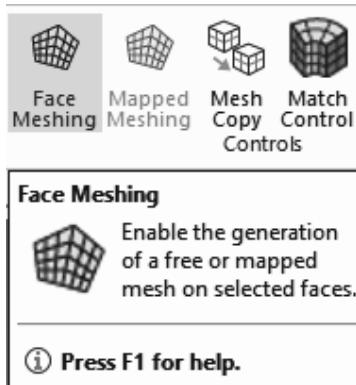 Face Mapped Mesh Match
Meshing Meshing Copy Control
Controls
Face Meshing
Enable the generation
of a free or mapped
mesh on selected faces.
Press F1 for help.